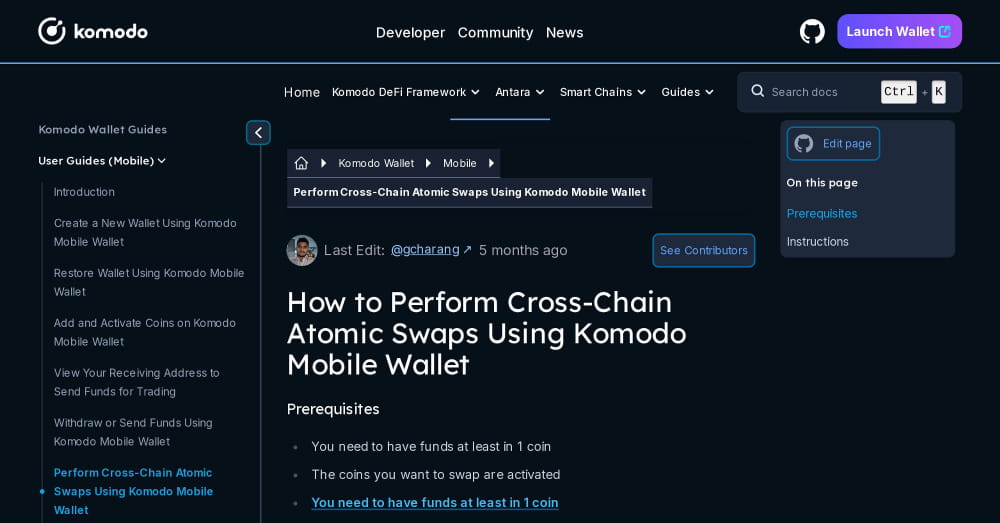 komodo
Developer Community News
Launch Wallet
Home Komodo DeFi Framework Antara Smart Chains Guides
Search docs Ctrl + K
Komodo Wallet Guides
User Guides (Mobile)
Introduction
Create a New Wallet Using Komodo
Mobile Wallet
Restore Wallet Using Komodo Mobile
Wallet
Add and Activate Coins on Komodo
Mobile Wallet
View Your Receiving Address to
Send Funds for Trading
Withdraw or Send Funds Using
Komodo Mobile Wallet
Perform Cross-Chain Atomic
Swaps Using Komodo Mobile
Wallet
Komodo Wallet Mobile
Perform Cross-Chain Atomic Swaps Using Komodo Mobile Wallet
Last Edit: @gcharang ↗ 5 months ago
See Contributors
How to Perform Cross-Chain
Atomic Swaps Using Komodo
Mobile Wallet
Prerequisites
• You need to have funds at least in 1 coin
• The coins you want to swap are activated
• You need to have funds at least in 1 coin
Edit page
On this page
Prerequisites
Instructions